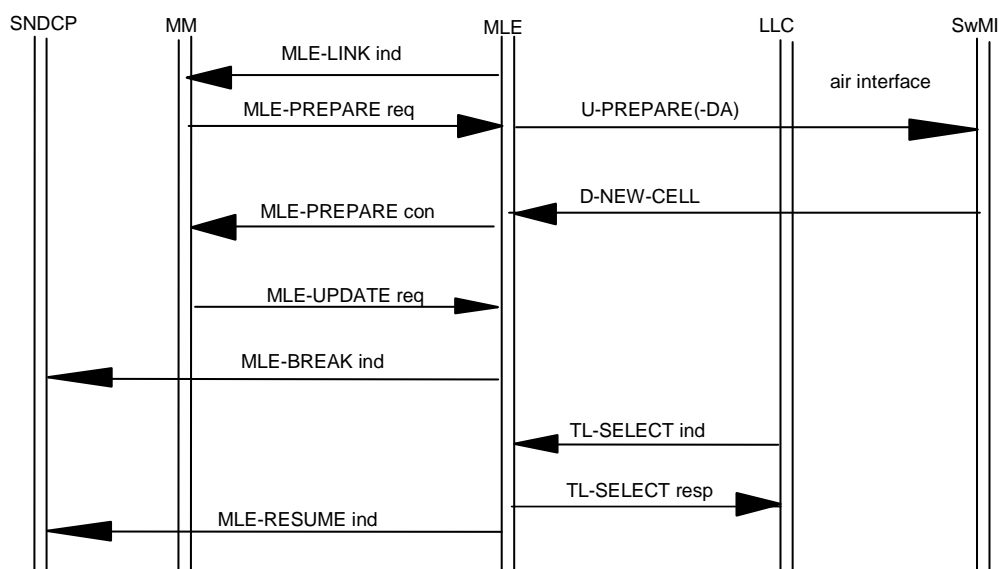 SNDCP MM MLE LLC SwMI
MLE-LINK ind
air interface
MLE-PREPARE req
U-PREPARE(-DA)
D-NEW-CELL
MLE-PREPARE con
MLE-UPDATE req
MLE-BREAK ind
TL-SELECT ind
TL-SELECT resp
MLE-RESUME ind